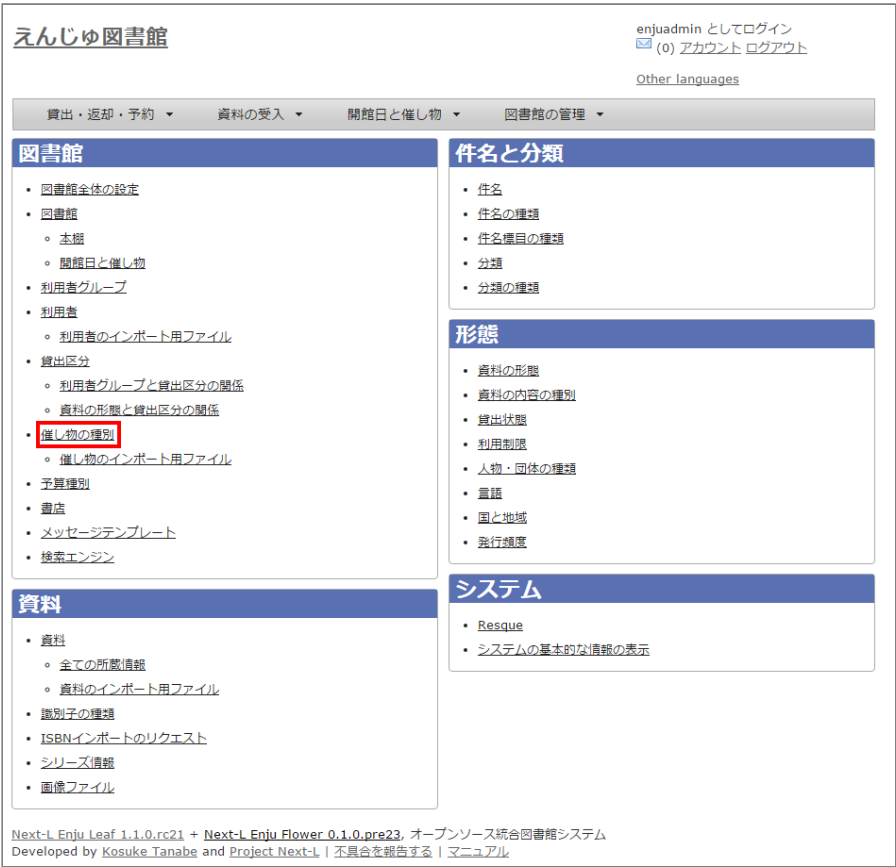 えんじゅ図書館
enjuadmin としてログイン
(0) アカウント ログアウト
Other languages
貸出・返却・予約 ▼ 資料の受入 ▼ 開館日と催し物 ▼ 図書館の管理 ▼
図書館
• 図書館全体の設定
• 図書館
◦ 本棚
◦ 開館日と催し物
• 利用者グループ
• 利用者
◦ 利用者のインポート用ファイル
• 貸出区分
◦ 利用者グループと貸出区分の関係
◦ 資料の形態と貸出区分の関係
• 催し物の種別
◦ 催し物のインポート用ファイル
• 予算種別
• 書店
• メッセージテンプレート
• 検索エンジン
資料
• 資料
◦ 全ての所蔵情報
◦ 資料のインポート用ファイル
• 識別子の種類
• ISBNインポートのリクエスト
• シリーズ情報
• 画像ファイル
件名と分類
• 件名
• 件名の種類
• 件名標目の種類
• 分類
• 分類の種類
形態
• 資料の形態
• 資料の内容の種別
• 貸出状態
• 利用制限
• 人物・団体の種類
• 言語
• 国と地域
• 発行頻度
システム
• Resque
• システムの基本的な情報の表示
Next-L Enju Leaf 1.1.0.rc21 + Next-L Enju Flower 0.1.0.pre23, オープンソース統合図書館システム
Developed by Kosuke Tanabe and Project Next-L | 不具合を報告する | マニュアル